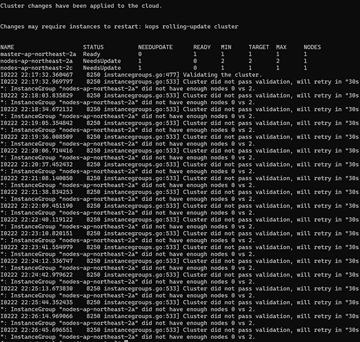 Cluster changes have been applied to the cloud.
Changes may require instances to restart: kops rolling-update cluster
NAME STATUS NEEDUPDATE READY MIN TARGET MAX NODES
master-ap-northeast-2a Ready 0 1 1 1 1 1
nodes-ap-northeast-2a NeedsUpdate 1 0 2 2 2 1
nodes-ap-northeast-2c NeedsUpdate 1 0 1 1 1 1
I0222 22:17:32.360467 8250 instancegroups.go:477] Validating the cluster.
I0222 22:17:32.969797 8250 instancegroups.go:533] Cluster did not pass validation, will retry in "30s
": InstanceGroup "nodes-ap-northeast-2a" did not have enough nodes 0 vs 2.
I0222 22:18:03.835829 8250 instancegroups.go:533] Cluster did not pass validation, will retry in "30s
": InstanceGroup "nodes-ap-northeast-2a" did not have enough nodes 0 vs 2.
I0222 22:18:34.672132 8250 instancegroups.go:533] Cluster did not pass validation, will retry in "30s
": InstanceGroup "nodes-ap-northeast-2a" did not have enough nodes 0 vs 2.
I0222 22:19:05.354842 8250 instancegroups.go:533] Cluster did not pass validation, will retry in "30s
": InstanceGroup "nodes-ap-northeast-2a" did not have enough nodes 0 vs 2.
I0222 22:19:36.008589 8250 instancegroups.go:533] Cluster did not pass validation, will retry in "30s
": InstanceGroup "nodes-ap-northeast-2a" did not have enough nodes 0 vs 2.
I0222 22:20:06.714416 8250 instancegroups.go:533] Cluster did not pass validation, will retry in "30s
": InstanceGroup "nodes-ap-northeast-2a" did not have enough nodes 0 vs 2.
I0222 22:20:37.452432 8250 instancegroups.go:533] Cluster did not pass validation, will retry in "30s
": InstanceGroup "nodes-ap-northeast-2a" did not have enough nodes 0 vs 2.
I0222 22:21:08.140056 8250 instancegroups.go:533] Cluster did not pass validation, will retry in "30s
": InstanceGroup "nodes-ap-northeast-2a" did not have enough nodes 0 vs 2.
I0222 22:21:38.834253 8250 instancegroups.go:533] Cluster did not pass validation, will retry in "30s
": InstanceGroup "nodes-ap-northeast-2a" did not have enough nodes 0 vs 2.
I0222 22:22:09.451190 8250 instancegroups.go:533] Cluster did not pass validation, will retry in "30s
": InstanceGroup "nodes-ap-northeast-2a" did not have enough nodes 0 vs 2.
I0222 22:22:40.119122 8250 instancegroups.go:533] Cluster did not pass validation, will retry in "30s
": InstanceGroup "nodes-ap-northeast-2a" did not have enough nodes 0 vs 2.
I0222 22:23:10.820151 8250 instancegroups.go:533] Cluster did not pass validation, will retry in "30s
": InstanceGroup "nodes-ap-northeast-2a" did not have enough nodes 0 vs 2.
I0222 22:23:41.554979 8250 instancegroups.go:533] Cluster did not pass validation, will retry in "30s
": InstanceGroup "nodes-ap-northeast-2a" did not have enough nodes 0 vs 2.
I0222 22:24:12.336747 8250 instancegroups.go:533] Cluster did not pass validation, will retry in "30s
": InstanceGroup "nodes-ap-northeast-2a" did not have enough nodes 0 vs 2.
I0222 22:24:42.979622 8250 instancegroups.go:533] Cluster did not pass validation, will retry in "30s
": InstanceGroup "nodes-ap-northeast-2a" did not have enough nodes 0 vs 2.
I0222 22:25:13.673830 8250 instancegroups.go:533] Cluster did not pass validation, will retry in "30s
": InstanceGroup "nodes-ap-northeast-2a" did not have enough nodes 0 vs 2.
I0222 22:25:44.352435 8250 instancegroups.go:533] Cluster did not pass validation, will retry in "30s
": InstanceGroup "nodes-ap-northeast-2a" did not have enough nodes 0 vs 2.
I0222 22:26:14.969066 8250 instancegroups.go:533] Cluster did not pass validation, will retry in "30s
": InstanceGroup "nodes-ap-northeast-2a" did not have enough nodes 0 vs 2.
I0222 22:26:45.696551 8250 instancegroups.go:533] Cluster did not pass validation, will retry in "30s
": InstanceGroup "nodes-ap-northeast-2a" did not have enough nodes 0 vs 2.